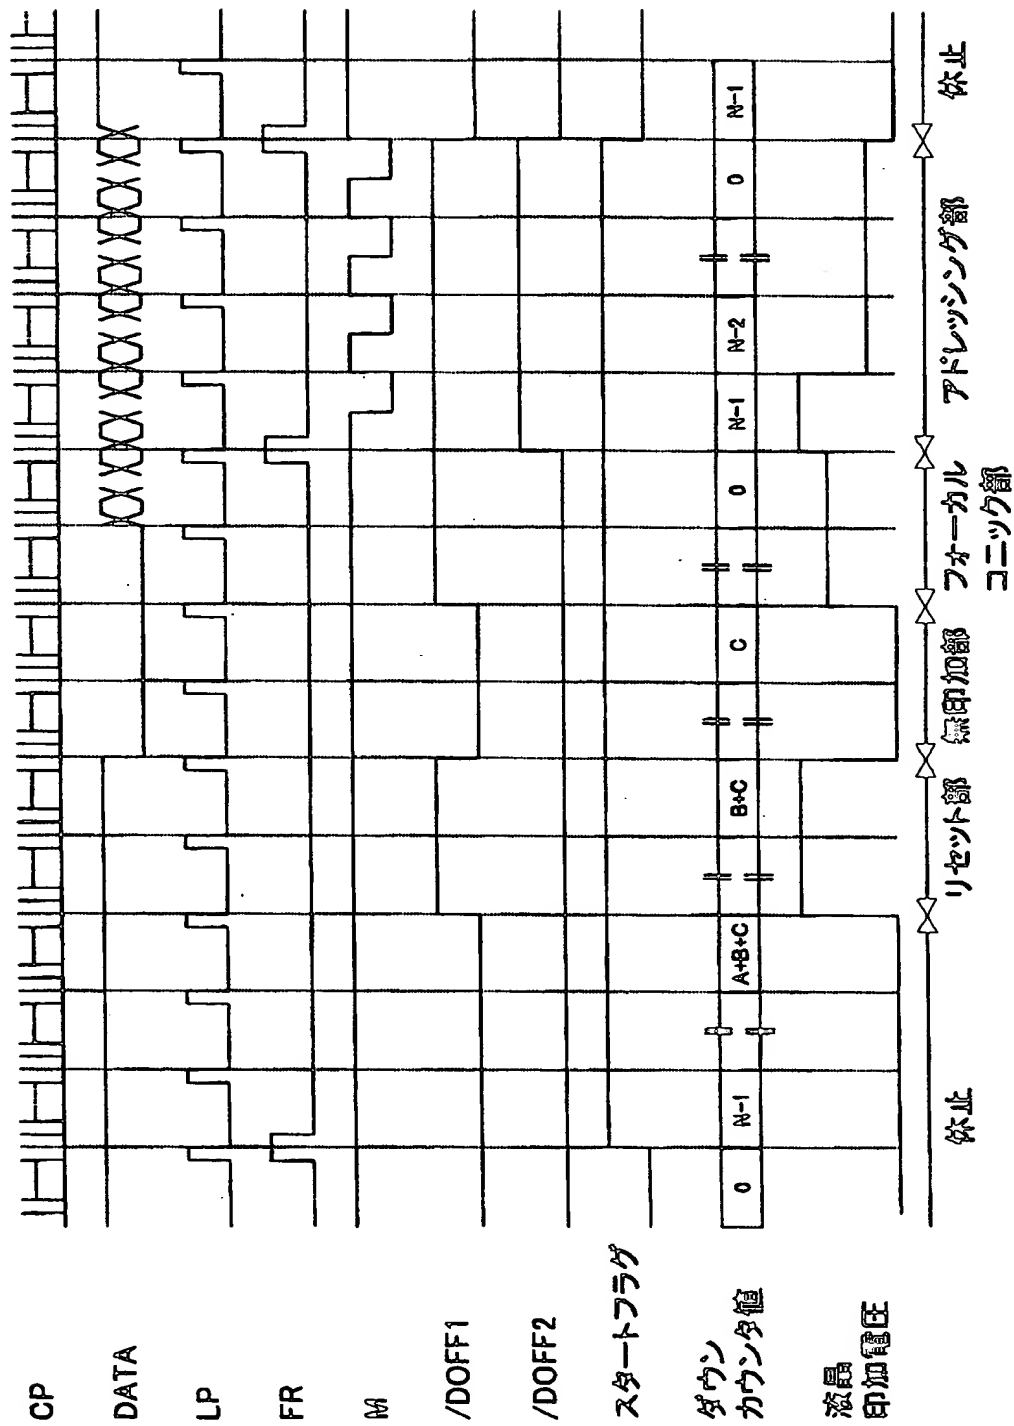 CP
DATA
LP
FR
M
/DOFF1
/DOFF2
スタートフラグ
ダウン
カウンタ値
0
N-1
A+B+C
B+C
C
0
N-1
N-2
0
N-1
液晶
印加電圧
休止
リセット部
無印加部
フォーカル
コニック部
アドレッシング部
休止